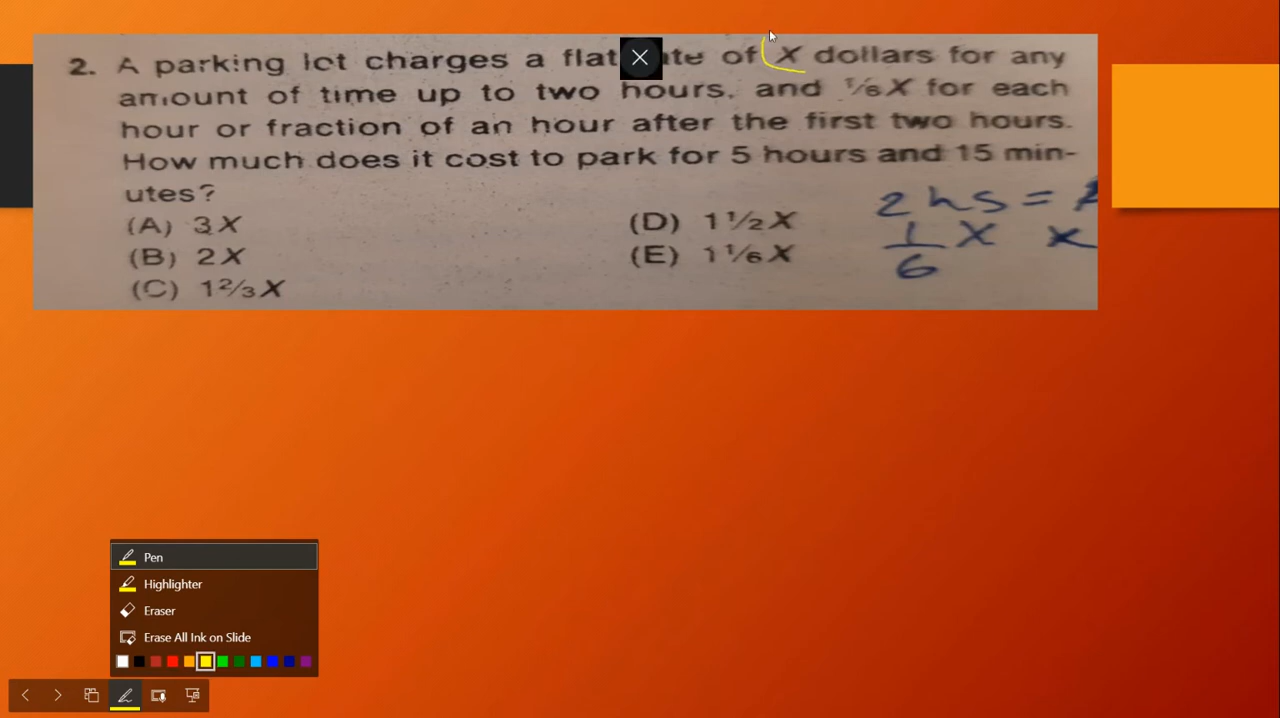 2. A parking lot charges a flat ate of X dollars for any
amount of time up to two hours, and 1/6X for each
hour or fraction of an hour after the first two hours.
How much does it cost to park for 5 hours and 15 min-
utes?
(A) 3X
(B) 2X
(C) 1 2/3X
(D) 1 1/2X
(E) 1 1/6X
2 hs =
1/6 X x
Pen
Highlighter
Eraser
Erase All Ink on Slide